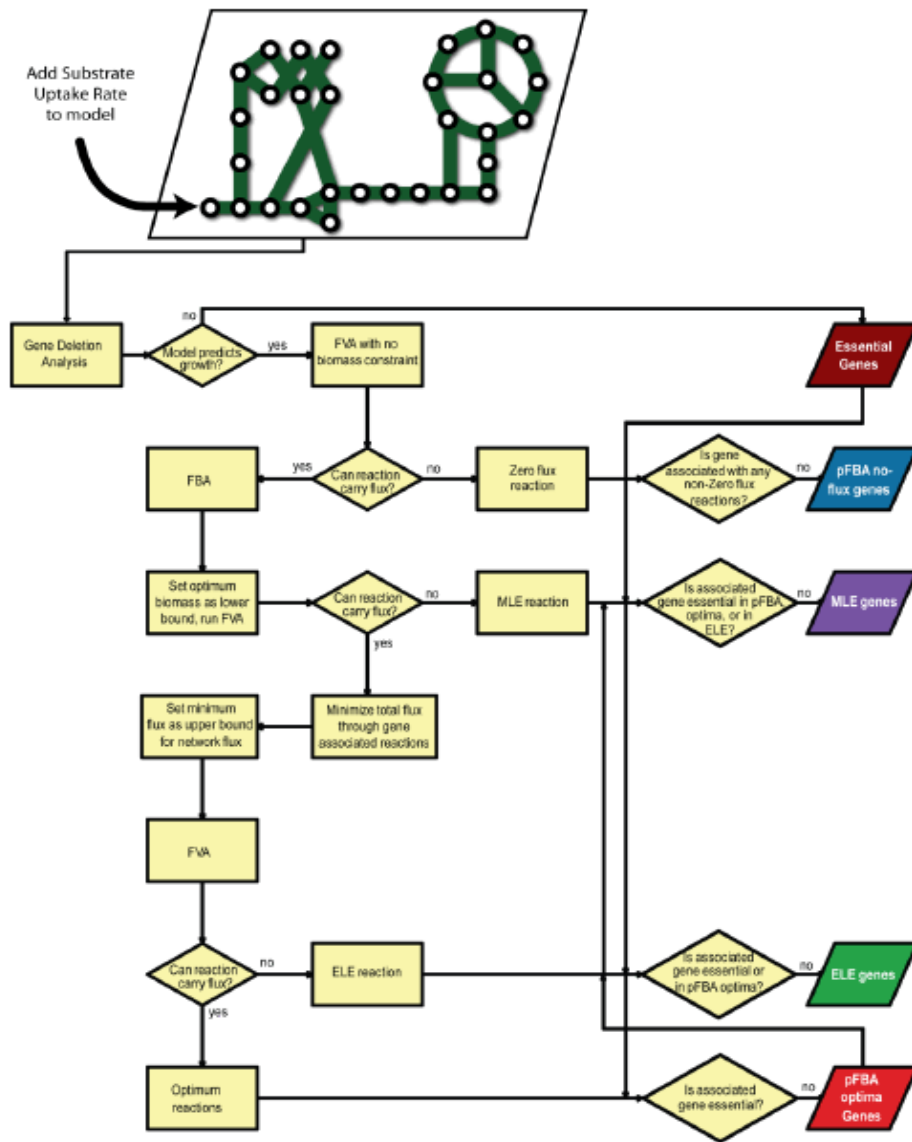 Add Substrate
Uptake Rate
to model
no
Gene Deletion
Analysis
Model predicts
growth?
yes
FVA with no
biomass constraint
Essential
Genes
FBA
yes
Can reaction
carry flux?
no
Zero flux
reaction
Is gene
associated with any
non-Zero flux
reactions?
no
pFBA no-
flux genes
Set optimum
biomass as lower
bound, run FVA
Can reaction
carry flux?
no
MLE reaction
Is associated
gene essential in pFBA,
optima, or in
ELE?
no
MLE genes
yes
Set minimum
flux as upper bound
for network flux
Minimize total flux
through gene
associated reactions
FVA
Can reaction
carry flux?
no
ELE reaction
Is associated
gene essential or
in pFBA optima?
no
ELE genes
yes
Optimum
reactions
Is associated
gene essential?
no
pFBA
optima
Genes